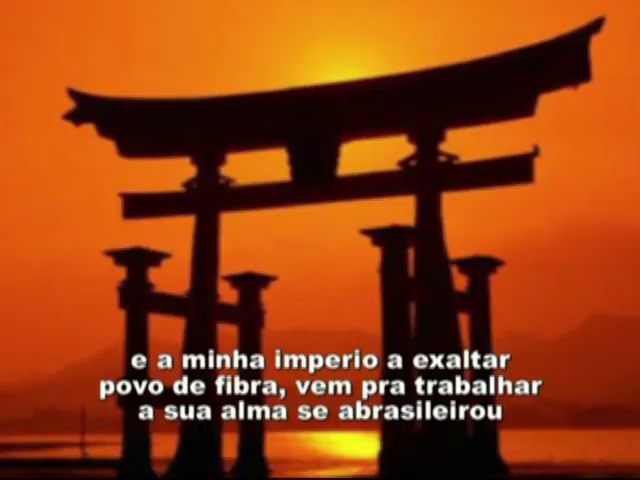 e a minha imperio a exaltar
povo de fibra, vem pra trabalhar
a sua alma se abrasileirou